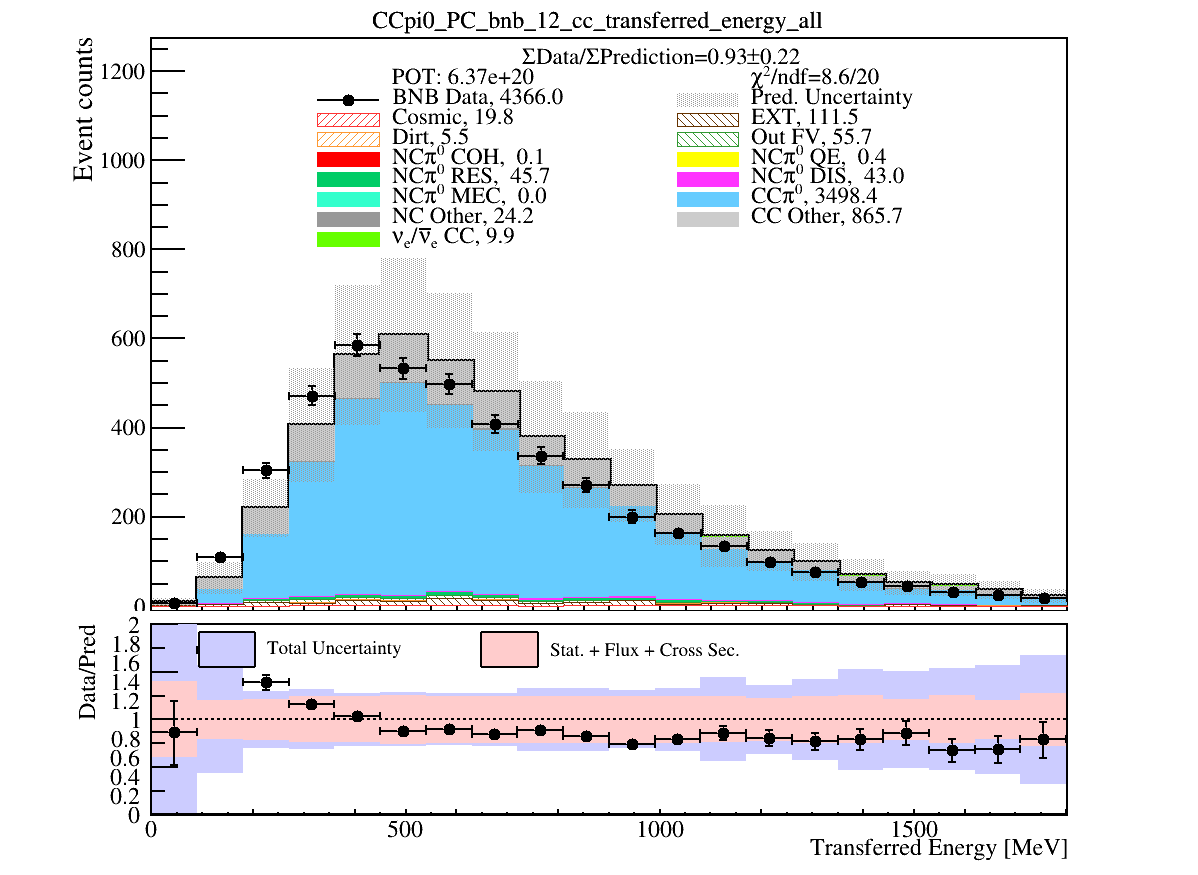 CCpi0_PC_bnb_12_cc_transferred_energy_all
ΣData/ΣPrediction=0.93±0.22
POT: 6.37e+20
χ²/ndf=8.6/20
BNB Data, 4366.0
Pred. Uncertainty
Cosmic, 19.8
EXT, 111.5
Dirt, 5.5
Out FV, 55.7
NCπ⁰ COH, 0.1
NCπ⁰ QE, 0.4
NCπ⁰ RES, 45.7
NCπ⁰ DIS, 43.0
NCπ⁰ MEC, 0.0
CCπ⁰, 3498.4
NC Other, 24.2
CC Other, 865.7
νₑ/ν̅ₑ CC, 9.9
Event counts
1200
1000
800
600
400
200
0
Data/Pred
2
1.8
1.6
1.4
1.2
1
0.8
0.6
0.4
0.2
0
Total Uncertainty
Stat. + Flux + Cross Sec.
0
500
1000
1500
Transferred Energy [MeV]